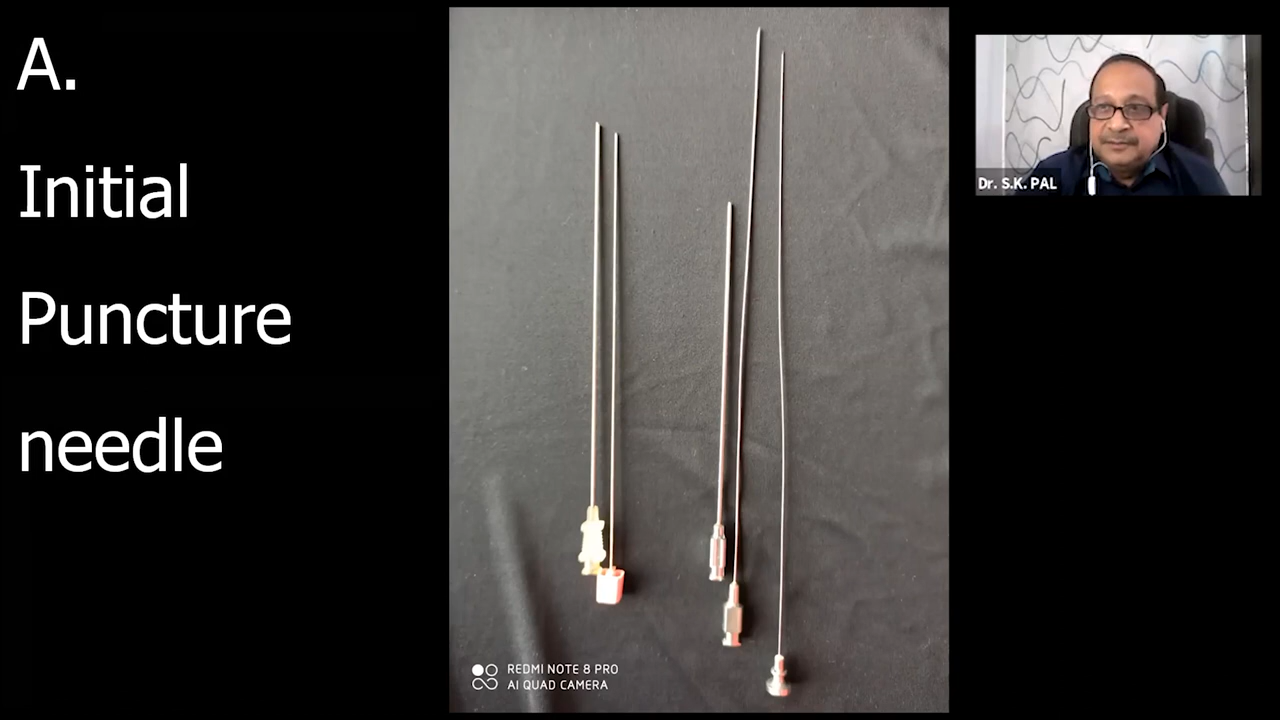 A.
Initial
Puncture
needle
Dr. S.K. PAL
REDMI NOTE 8 PRO
AI QUAD CAMERA